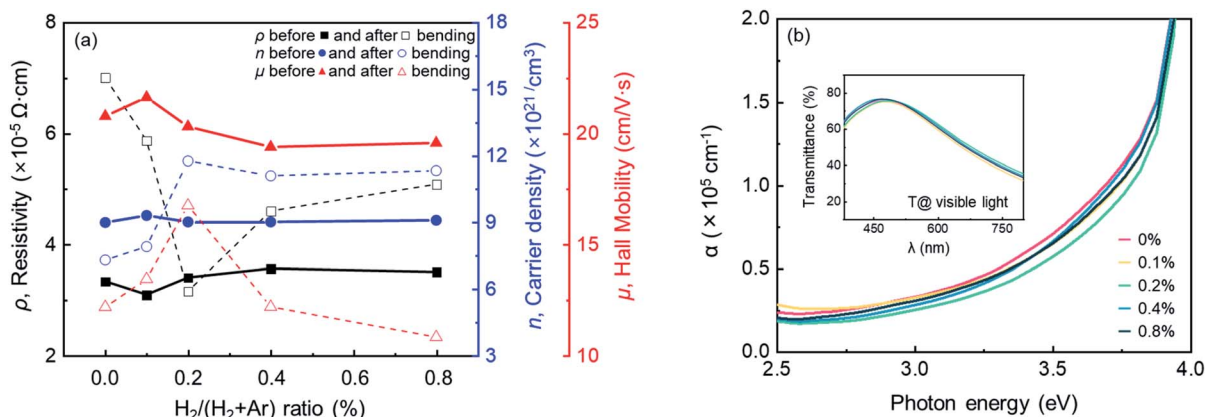 (a)
ρ before ■ and after □ bending
n before ● and after ○ bending
μ before ▲ and after △ bending
ρ, Resistivity (×10⁻⁵ Ω·cm)
8
6
4
2
0.0 0.2 0.4 0.6 0.8
H₂/(H₂+Ar) ratio (%)
18
15
12
9
6
3
n, Carrier density (×10²¹/cm³)
25
20
15
10
μ, Hall Mobility (cm/V·s)
(b)
α (×10⁵ cm⁻¹)
2.0
1.5
1.0
0.5
0.0
2.5 3.0 3.5 4.0
Photon energy (eV)
Transmittance (%)
80
60
40
20
T@ visible light
450 600 750
λ (nm)
0%
0.1%
0.2%
0.4%
0.8%